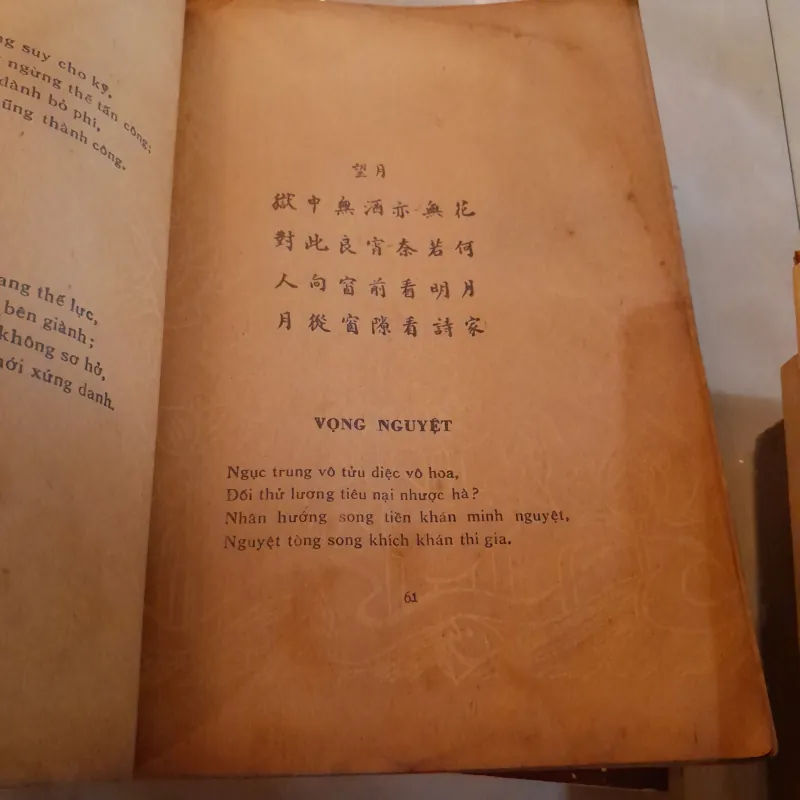 suy cho kỹ,
ngừng thế tấn công;
dành bỏ phí,
ũng thành công.
ang thế lực,
bên giành;
không sơ hở,
ới xứng danh.
望月
獄中無酒亦無花
對此良宵奈若何
人向窗前看明月
月從窗隙看詩家
VỌNG NGUYỆT
Ngục trung vô tửu diệc vô hoa,
Đối thử lương tiêu nại nhược hà?
Nhân hướng song tiền khán minh nguyệt,
Nguyệt tòng song khích khán thi gia.
61